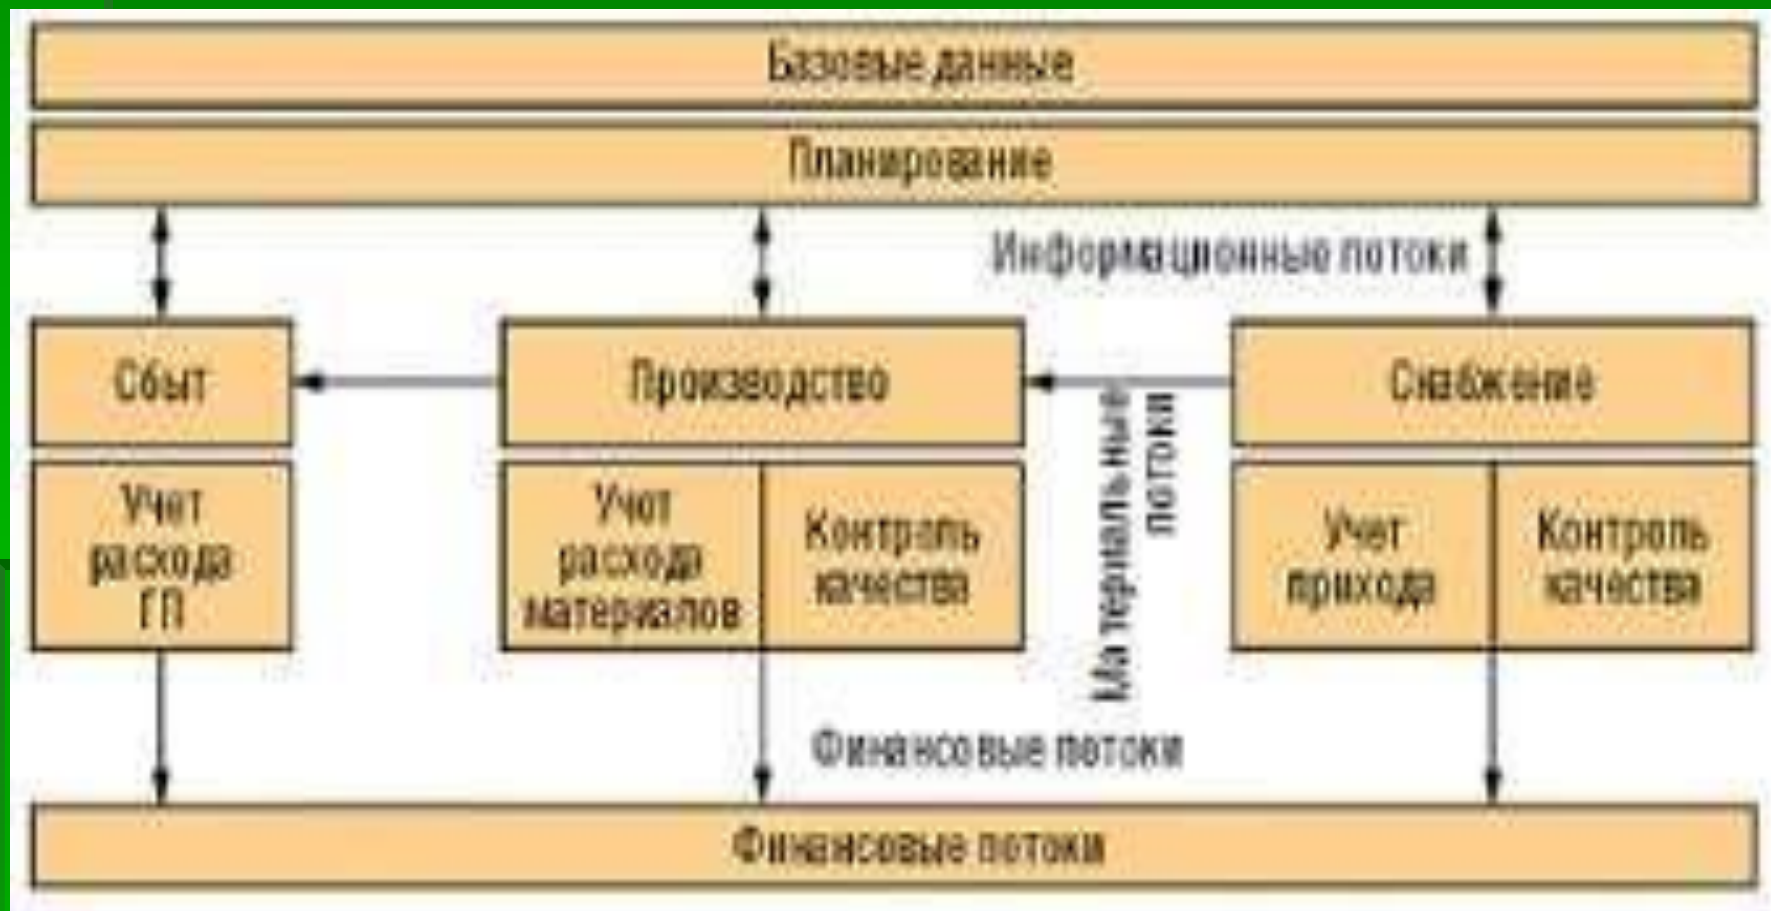 Базовые данные
Планирование
Информационные потоки
Сбыт
Производство
Снабжение
Материальные
потоки
Учет
расхода
ГП
Учет
расхода
материалов
Контроль
качества
Учет
прихода
Контроль
качества
Финансовые потоки
Финансовые потоки